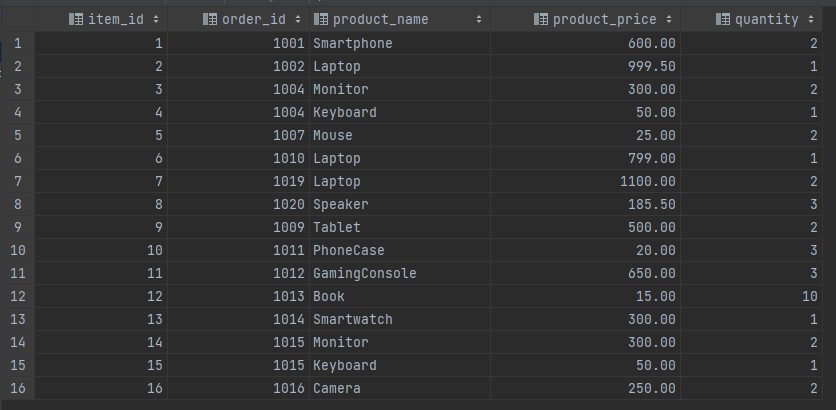 item_id order_id product_name product_price quantity
1 1 1001 Smartphone 600.00 2
2 2 1002 Laptop 999.50 1
3 3 1004 Monitor 300.00 2
4 4 1004 Keyboard 50.00 1
5 5 1007 Mouse 25.00 2
6 6 1010 Laptop 799.00 1
7 7 1019 Laptop 1100.00 2
8 8 1020 Speaker 185.50 3
9 9 1009 Tablet 500.00 2
10 10 1011 PhoneCase 20.00 3
11 11 1012 GamingConsole 650.00 3
12 12 1013 Book 15.00 10
13 13 1014 Smartwatch 300.00 1
14 14 1015 Monitor 300.00 2
15 15 1015 Keyboard 50.00 1
16 16 1016 Camera 250.00 2